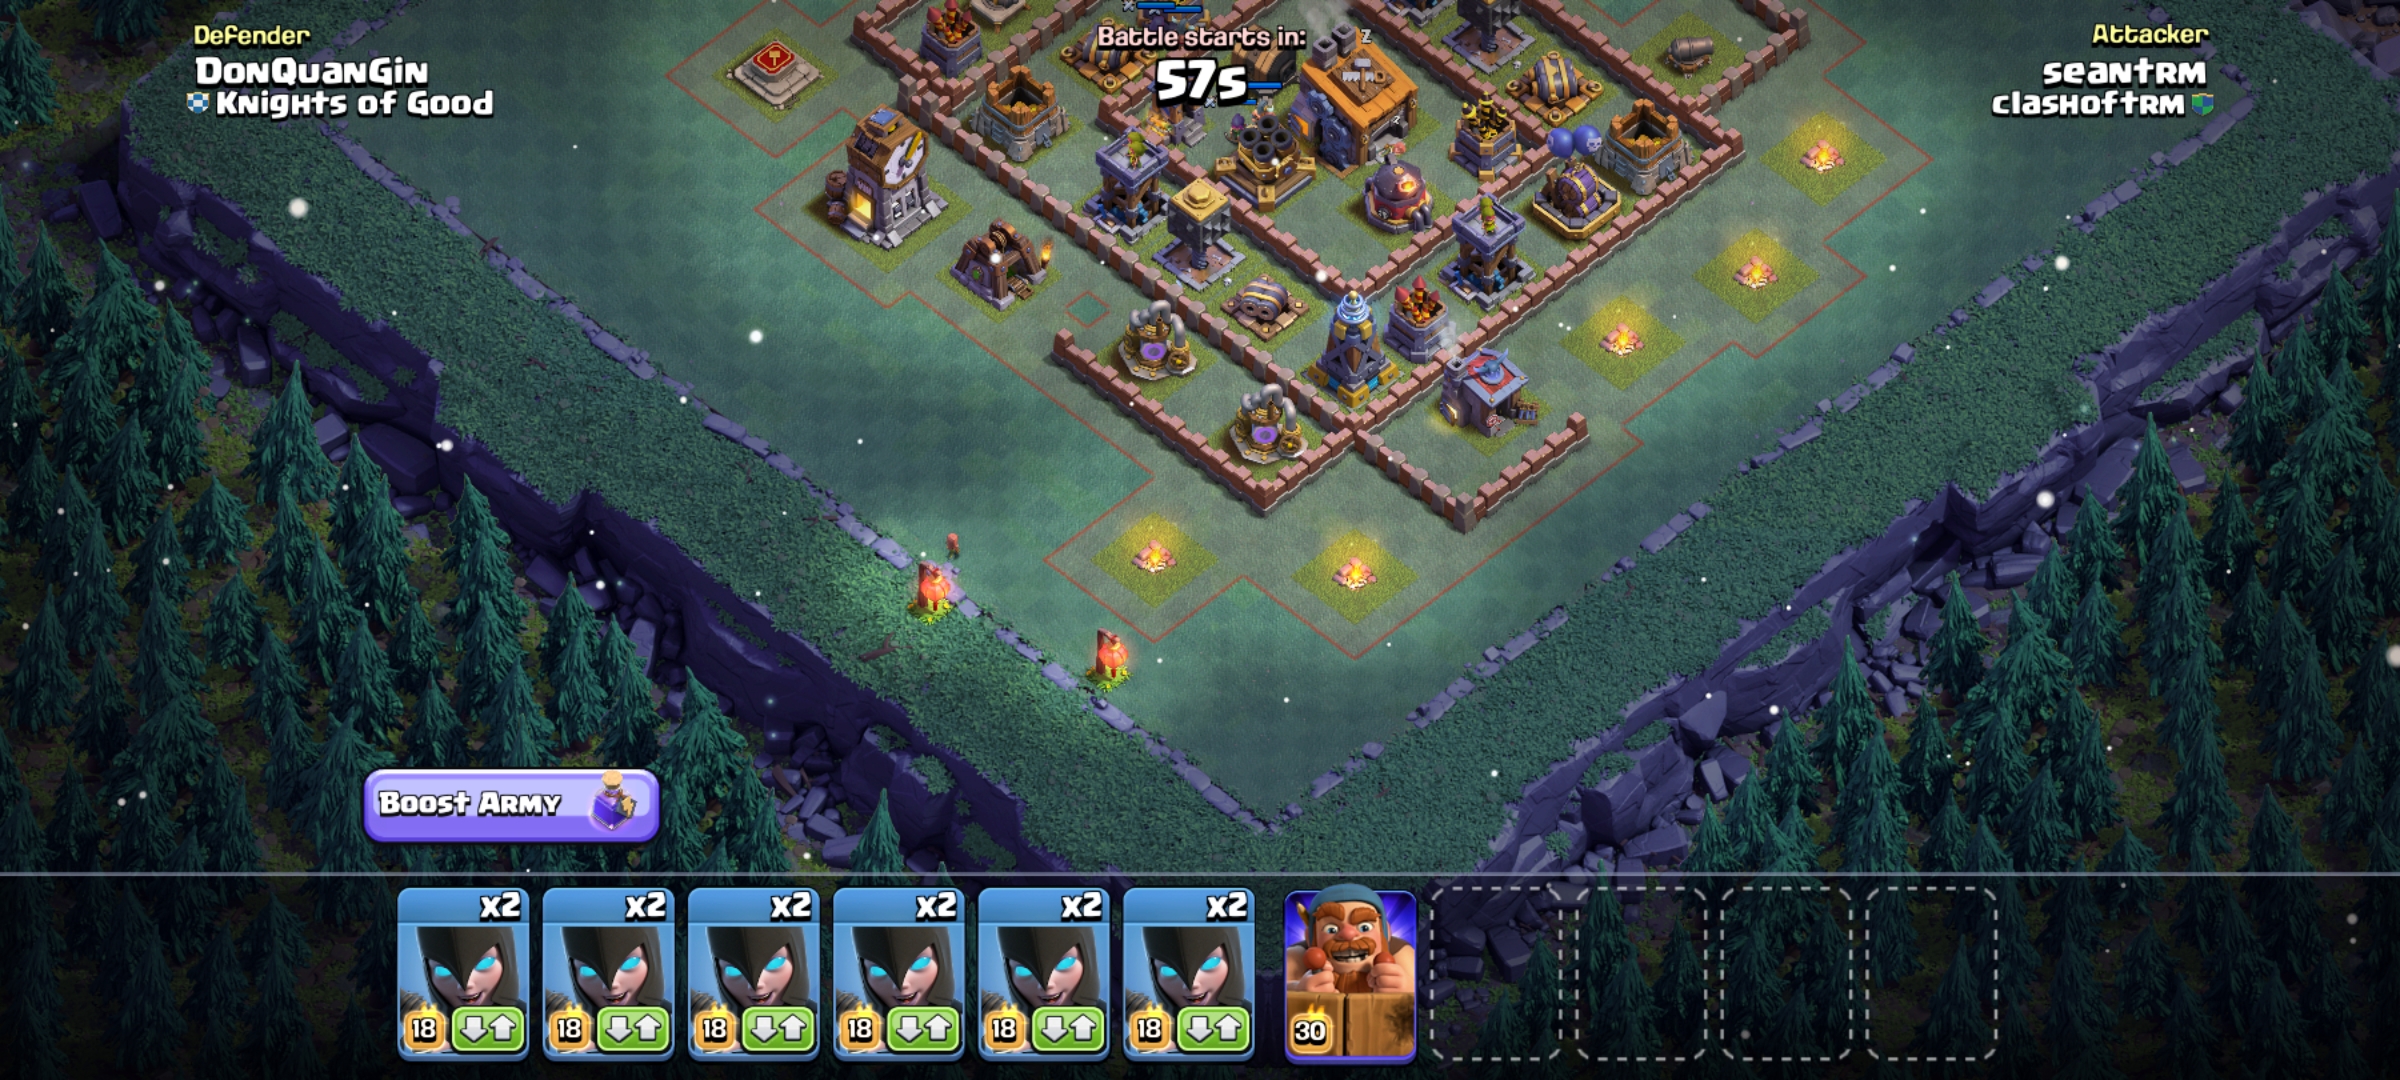 Defender
DonQuanGin
Knights of Good
Battle starts in:
57s
Attacker
seantrm
clashoftrm
Boost Army
x2
x2
x2
x2
x2
x2
18
18
18
18
18
18
30